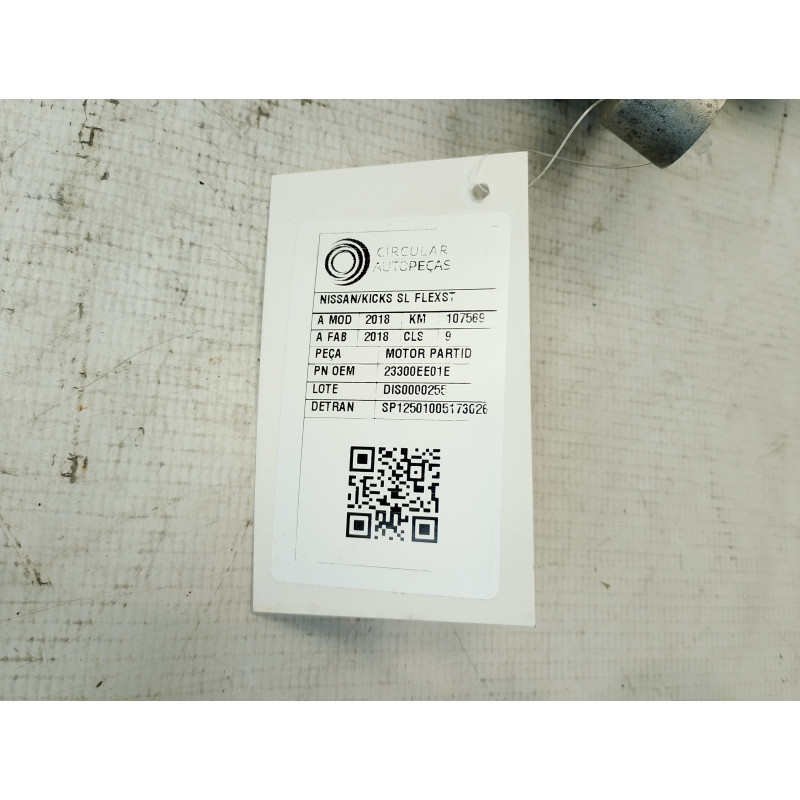 CIRCULAR
AUTOPEÇAS
NISSAN/KICKS SL FLEXST
A MOD 2018 KM 107569
A FAB 2018 CLS 9
PEÇA MOTOR PARTID
PN OEM 23300EE01E
LOTE DIS0000255
DETRAN SP12501005173026